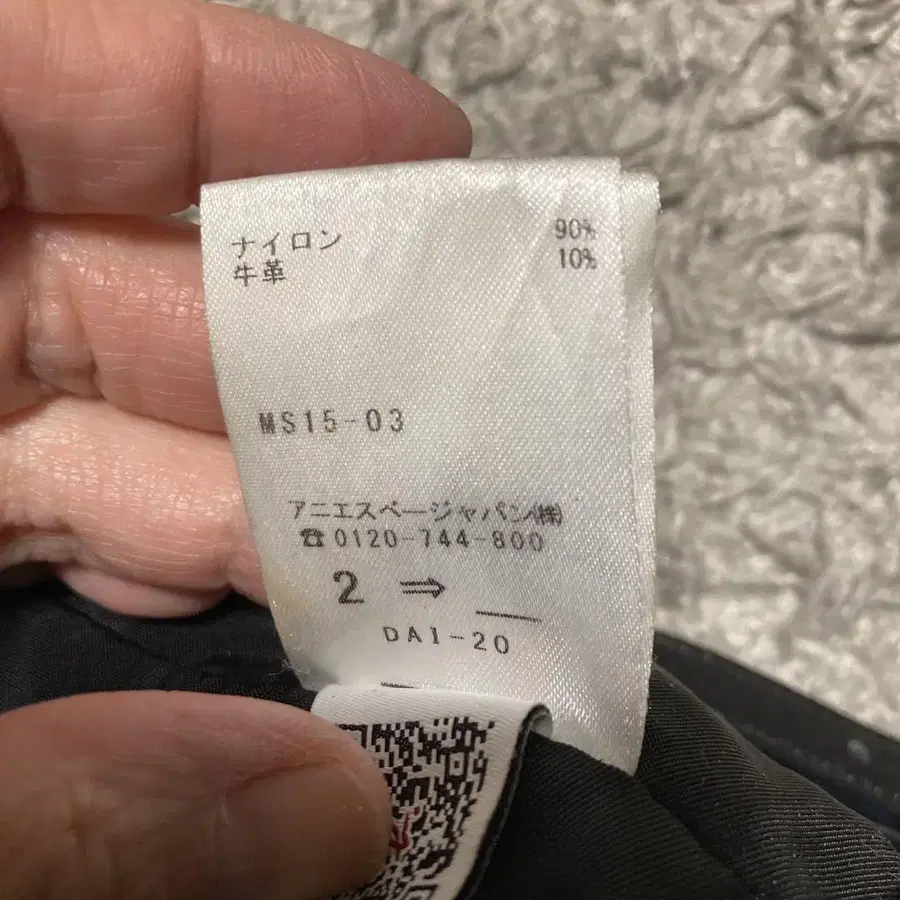 ナイロン 90%
牛革 10%
MS15-03
アニエスベージャパン(株)
☎0120-744-800
2 ⇒
DAI-20